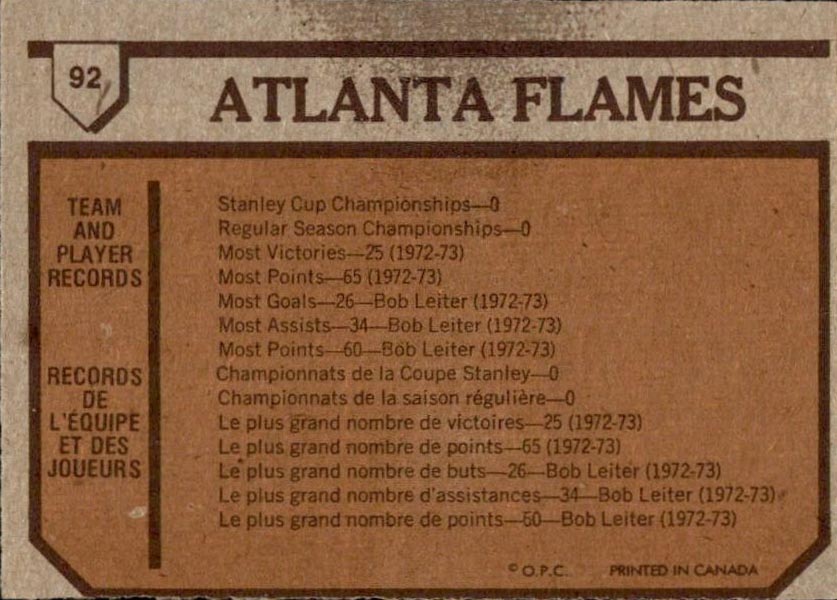 92
ATLANTA FLAMES
TEAM
AND
PLAYER
RECORDS
Stanley Cup Championships—0
Regular Season Championships—0
Most Victories—25 (1972-73)
Most Points—65 (1972-73)
Most Goals—26—Bob Leiter (1972-73)
Most Assists—34—Bob Leiter (1972-73)
Most Points—60—Bob Leiter (1972-73)
RECORDS
DE
L'ÉQUIPE
ET DES
JOUEURS
Championnats de la Coupe Stanley—0
Championnats de la saison régulière—0
Le plus grand nombre de victoires—25 (1972-73)
Le plus grand nombre de points—65 (1972-73)
Le plus grand nombre de buts—26—Bob Leiter (1972-73)
Le plus grand nombre d'assistances—34—Bob Leiter (1972-73)
Le plus grand nombre de points—60—Bob Leiter (1972-73)
© O.P.C. PRINTED IN CANADA